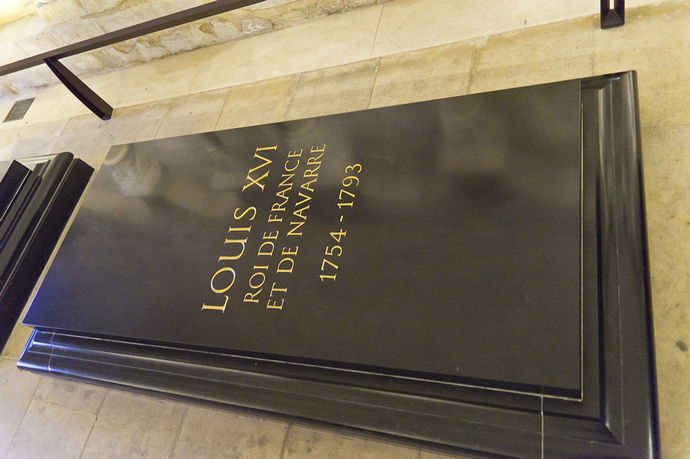 LOUIS XVI
ROI DE FRANCE
ET DE NAVARRE
1754 - 1793